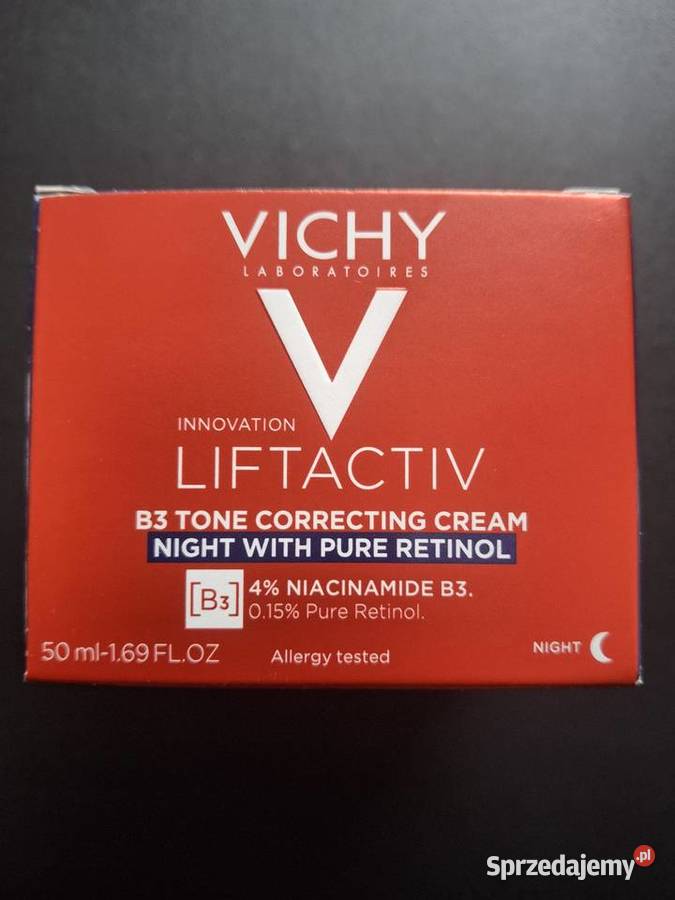 VICHY
LABORATOIRES
INNOVATION
LIFTACTIV
B3 TONE CORRECTING CREAM
NIGHT WITH PURE RETINOL
[B3]
4% NIACINAMIDE B3.
0.15% Pure Retinol.
50 ml-1.69 FL.OZ
Allergy tested
NIGHT
Sprzedajemy.pl